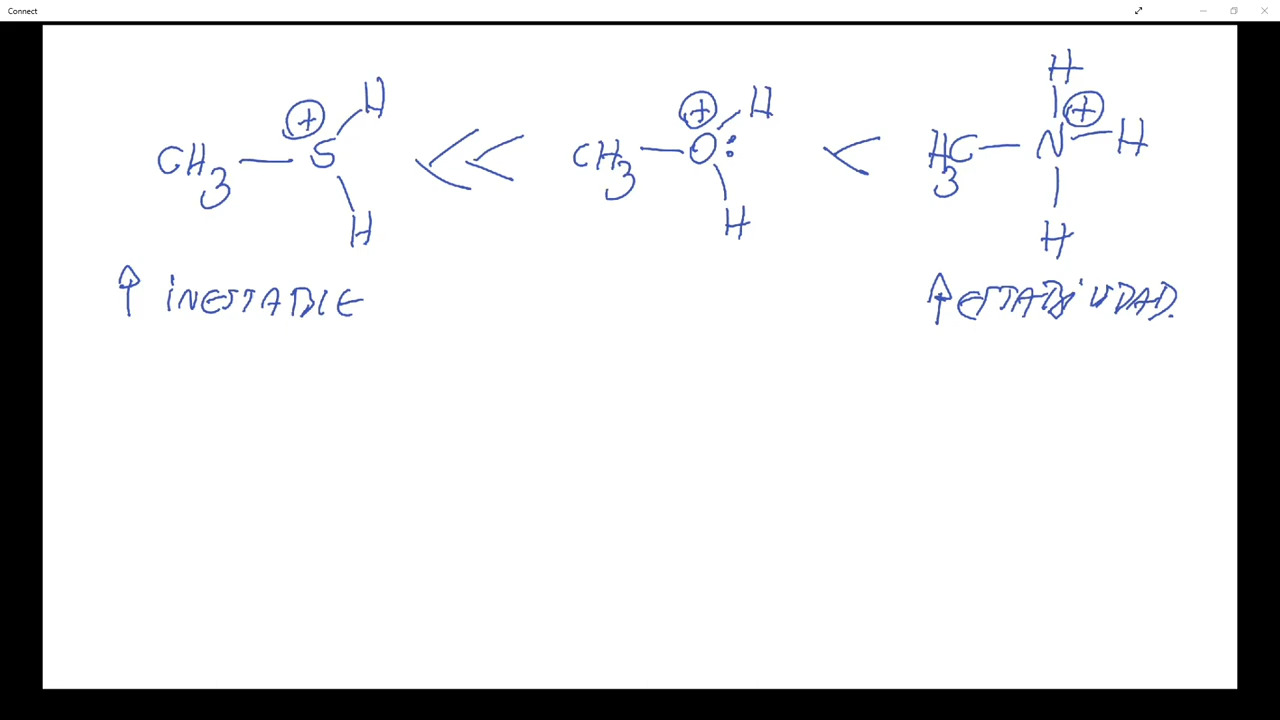 Connect
CH3 — S⊕ H H << CH3 — O⊕: H H < H3C — N⊕ H H H
↑ iNESTABLE ↑ ESTABiLiDAD.